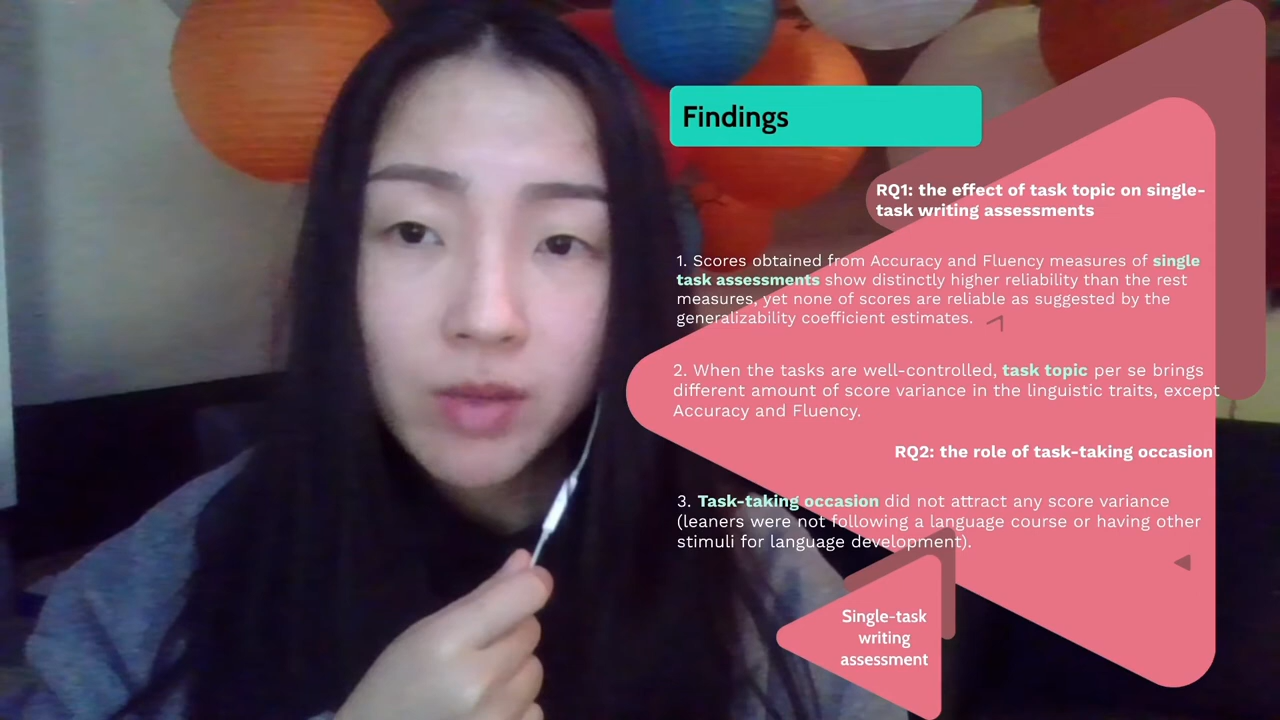 Findings
RQ1: the effect of task topic on single-
task writing assessments
1. Scores obtained from Accuracy and Fluency measures of single
task assessments show distinctly higher reliability than the rest
measures, yet none of scores are reliable as suggested by the
generalizability coefficient estimates.
2. When the tasks are well-controlled, task topic per se brings
different amount of score variance in the linguistic traits, except
Accuracy and Fluency.
RQ2: the role of task-taking occasion
3. Task-taking occasion did not attract any score variance
(leaners were not following a language course or having other
stimuli for language development).
Single-task
writing
assessment